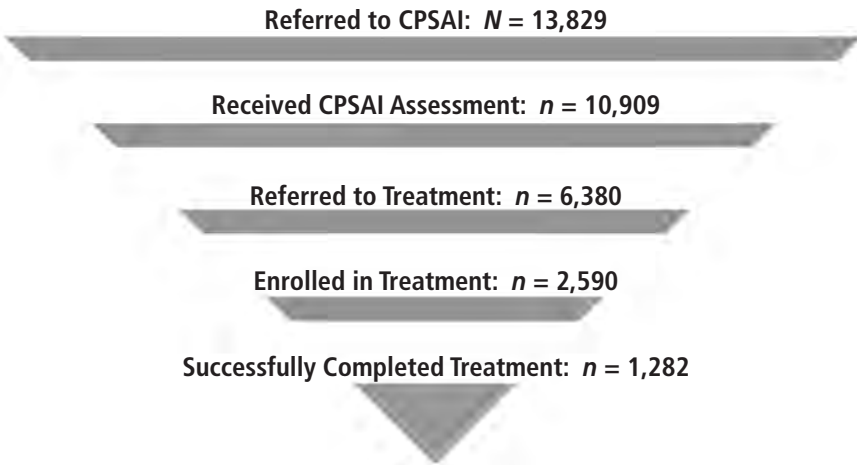 Referred to CPSAI: N = 13,829
Received CPSAI Assessment: n = 10,909
Referred to Treatment: n = 6,380
Enrolled in Treatment: n = 2,590
Successfully Completed Treatment: n = 1,282